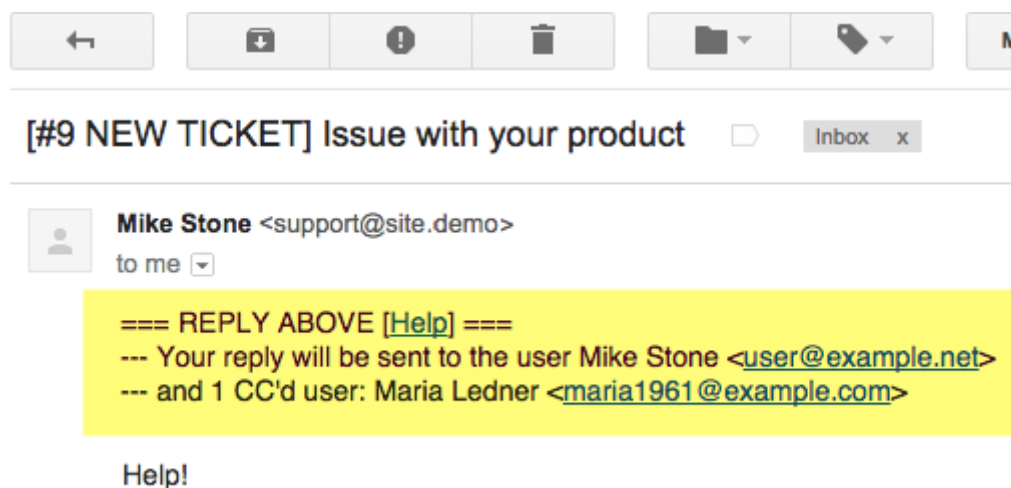 M
[#9 NEW TICKET] Issue with your product
Inbox x
Mike Stone <support@site.demo>
to me
=== REPLY ABOVE [Help] ===
--- Your reply will be sent to the user Mike Stone <user@example.net>
--- and 1 CC'd user: Maria Ledner <maria1961@example.com>
Help!